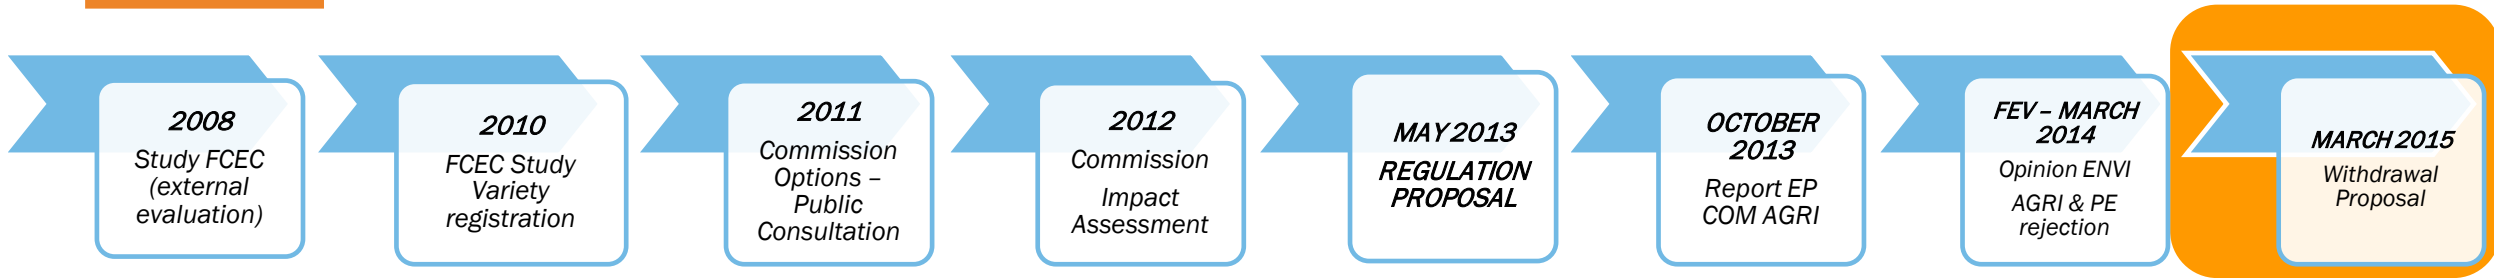 2008
Study FCEC
(external
evaluation)
2010
FCEC Study
Variety
registration
2011
Commission
Options –
Public
Consultation
2012
Commission
Impact
Assessment
MAY 2013
REGULATION
PROPOSAL
OCTOBER
2013
Report EP
COM AGRI
FEV – MARCH
2014
Opinion ENVI
AGRI & PE
rejection
MARCH 2015
Withdrawal
Proposal